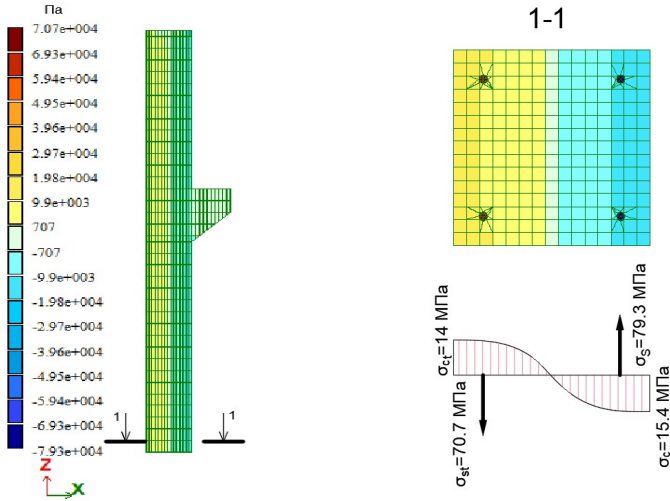 Па
7.07e+004
6.93e+004
5.94e+004
4.95e+004
3.96e+004
2.97e+004
1.98e+004
9.9e+003
707
-707
-9.9e+003
-1.98e+004
-2.97e+004
-3.96e+004
-4.95e+004
-5.94e+004
-6.93e+004
-7.93e+004
1
1
Z
X
1-1
σct=14 МПа
σst=70.7 МПа
σS=79.3 МПа
σc=15.4 МПа